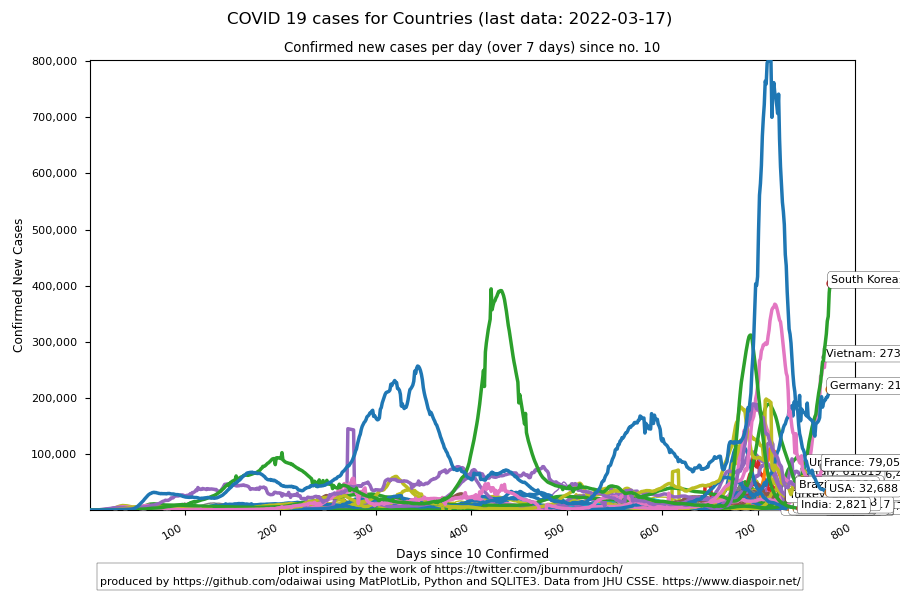 COVID 19 cases for Countries (last data: 2022-03-17)
Confirmed new cases per day (over 7 days) since no. 10
800,000
700,000
600,000
500,000
400,000
300,000
200,000
100,000
Confirmed New Cases
South Korea:
Vietnam: 273
Germany: 21
France: 79,05
USA: 32,688
India: 2,821
100
200
300
400
500
600
700
800
Days since 10 Confirmed
plot inspired by the work of https://twitter.com/jburnmurdoch/
produced by https://github.com/odaiwai using MatPlotLib, Python and SQLITE3. Data from JHU CSSE. https://www.diaspoir.net/